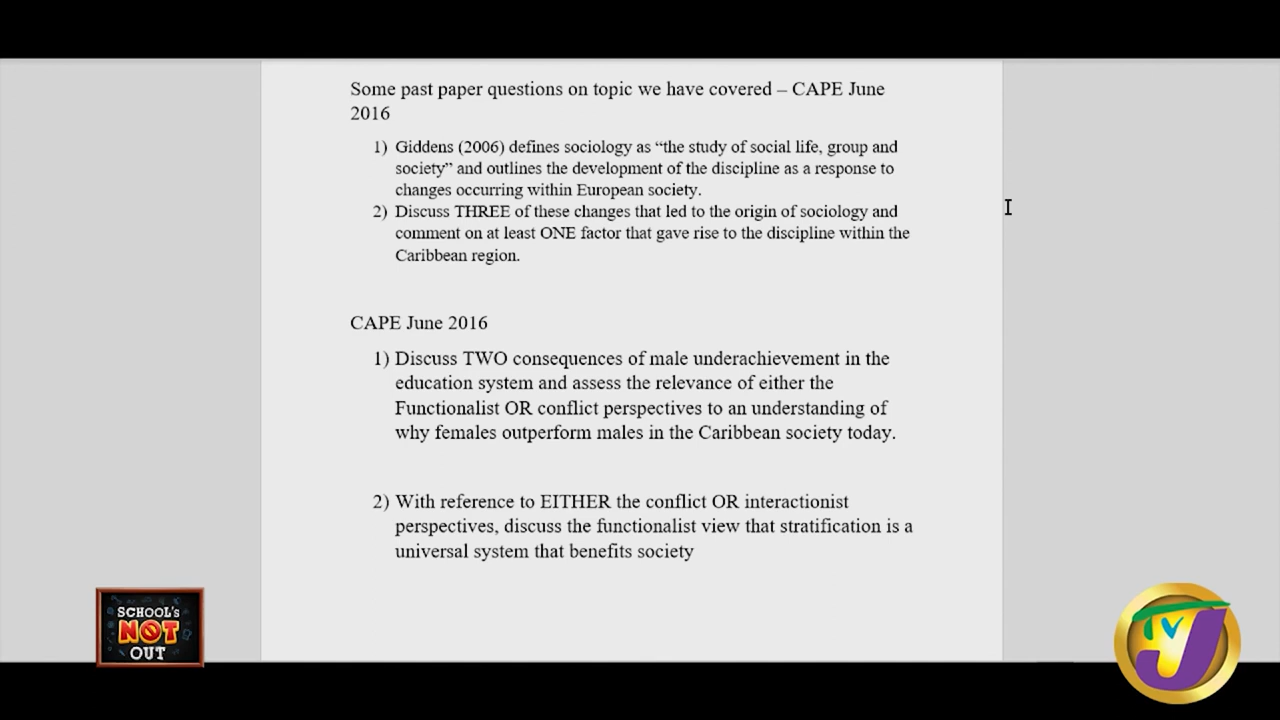 Some past paper questions on topic we have covered – CAPE June
2016
1) Giddens (2006) defines sociology as “the study of social life, group and
society” and outlines the development of the discipline as a response to
changes occurring within European society.
2) Discuss THREE of these changes that led to the origin of sociology and
comment on at least ONE factor that gave rise to the discipline within the
Caribbean region.
CAPE June 2016
1) Discuss TWO consequences of male underachievement in the
education system and assess the relevance of either the
Functionalist OR conflict perspectives to an understanding of
why females outperform males in the Caribbean society today.
2) With reference to EITHER the conflict OR interactionist
perspectives, discuss the functionalist view that stratification is a
universal system that benefits society
SCHOOL's
NOT
OUT
TVJ